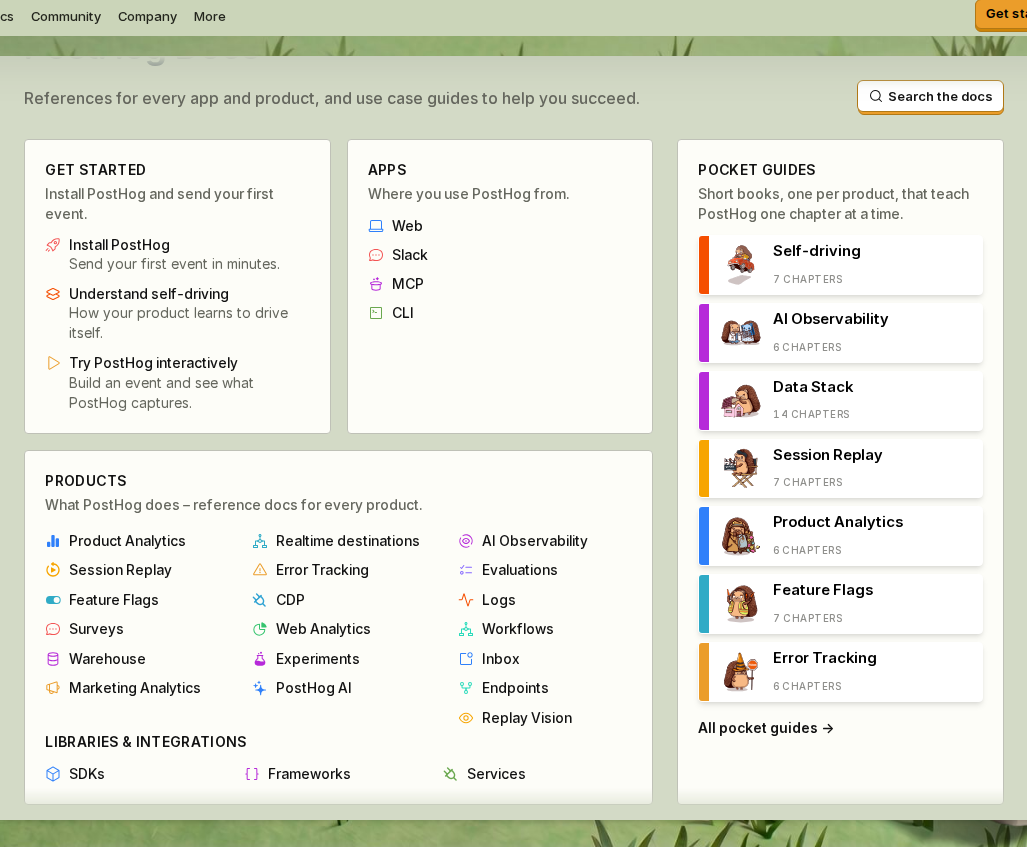 Community
Company
More
References for every app and product, and use case guides to help you succeed.
Search the docs
GET STARTED
Install PostHog and send your first
event.
Install PostHog
Send your first event in minutes.
Understand self-driving
How your product learns to drive
itself.
Try PostHog interactively
Build an event and see what
PostHog captures.
APPS
Where you use PostHog from.
Web
Slack
MCP
CLI
POCKET GUIDES
Short books, one per product, that teach
PostHog one chapter at a time.
Self-driving
7 CHAPTERS
AI Observability
6 CHAPTERS
Data Stack
14 CHAPTERS
Session Replay
7 CHAPTERS
Product Analytics
6 CHAPTERS
Feature Flags
7 CHAPTERS
Error Tracking
6 CHAPTERS
All pocket guides →
PRODUCTS
What PostHog does – reference docs for every product.
Product Analytics
Session Replay
Feature Flags
Surveys
Warehouse
Marketing Analytics
Realtime destinations
Error Tracking
CDP
Web Analytics
Experiments
PostHog AI
AI Observability
Evaluations
Logs
Workflows
Inbox
Endpoints
Replay Vision
LIBRARIES & INTEGRATIONS
SDKs
Frameworks
Services